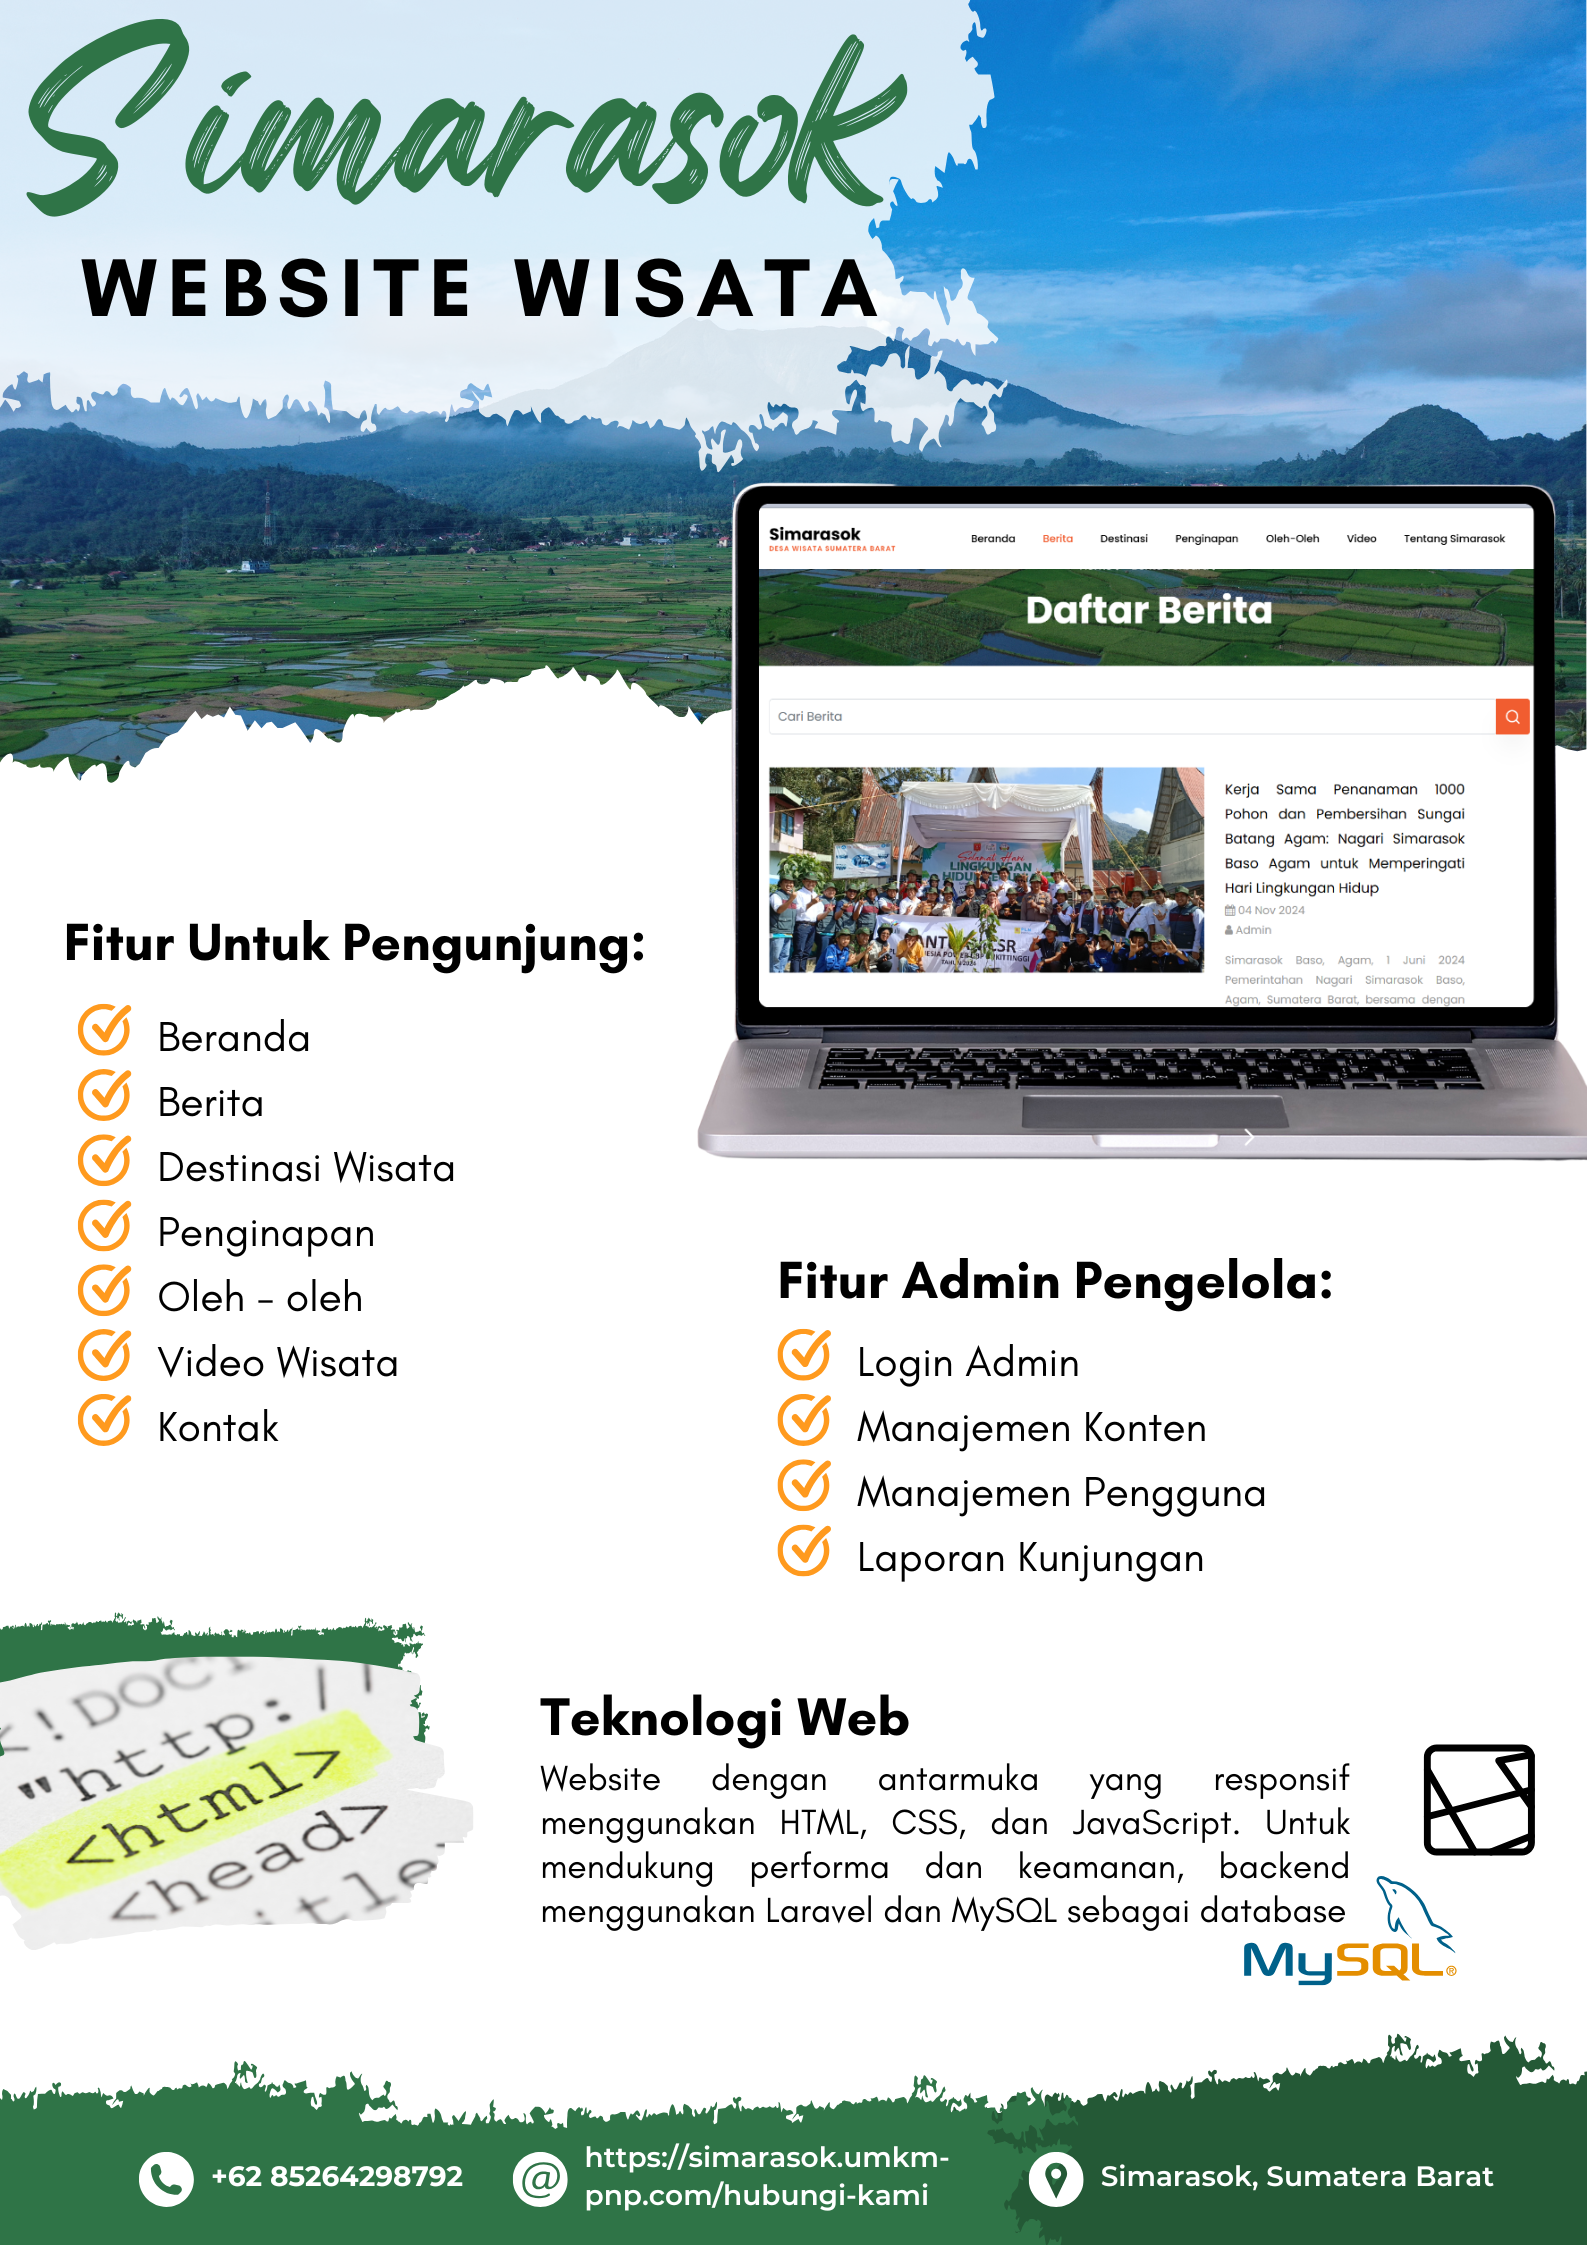 Simarasok
WEBSITE WISATA
Simarasok
DESA WISATA SUMATERA BARAT
Beranda Berita Destinasi Penginapan Oleh-Oleh Video Tentang Simarasok
Daftar Berita
Cari Berita
Selamat Hari
LINGKUNGAN
Kerja Sama Penanaman 1000
Pohon dan Pembersihan Sungai
Batang Agam: Nagari Simarasok
Baso Agam untuk Memperingati
Hari Lingkungan Hidup
04 Nov 2024
Admin
Simarasok Baso, Agam, 1 Juni 2024
Pemerintahan Nagari Simarasok Baso,
Agam, Sumatera Barat, bersama dengan
Fitur Untuk Pengunjung:
Beranda
Berita
Destinasi Wisata
Penginapan
Oleh - oleh
Video Wisata
Kontak
Fitur Admin Pengelola:
Login Admin
Manajemen Konten
Manajemen Pengguna
Laporan Kunjungan
<!DOCT
"http://
<html>
<head>
itle
Teknologi Web
Website dengan antarmuka yang responsif
menggunakan HTML, CSS, dan JavaScript. Untuk
mendukung performa dan keamanan, backend
menggunakan Laravel dan MySQL sebagai database
MySQL®
+62 85264298792
https://simarasok.umkm-
pnp.com/hubungi-kami
Simarasok, Sumatera Barat